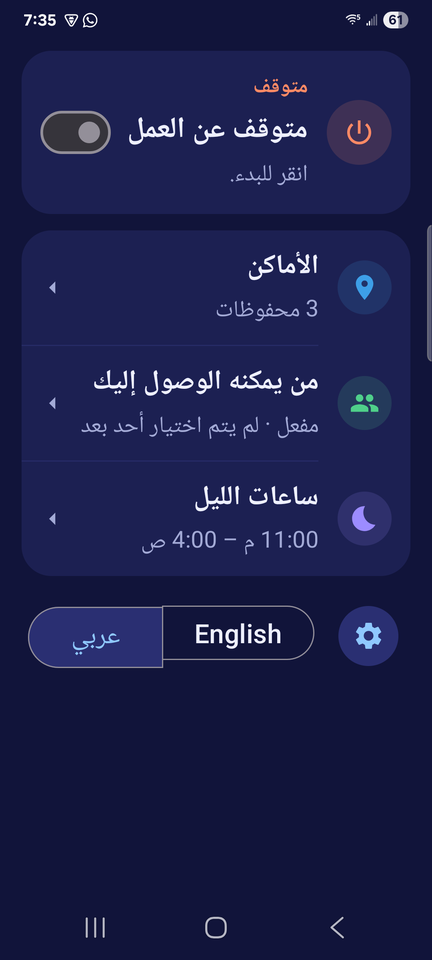 7:35
61
متوقف
متوقف عن العمل
انقر للبدء.
الأماكن
3 محفوظات
من يمكنه الوصول إليك
مفعل · لم يتم اختيار أحد بعد
ساعات الليل
11:00 م – 4:00 ص
English
عربي